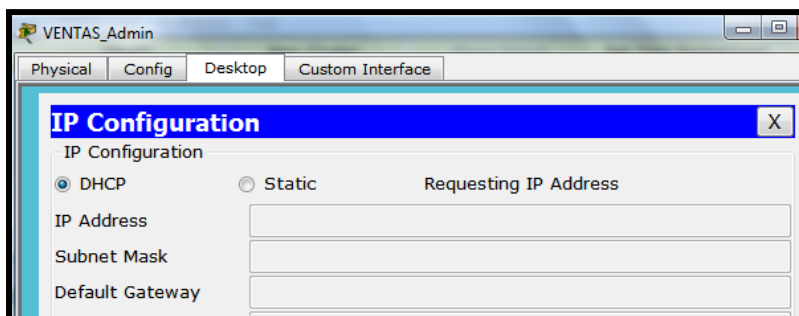 VENTAS_Admin
Physical Config Desktop Custom Interface
IP Configuration X
IP Configuration
DHCP Static Requesting IP Address
IP Address
Subnet Mask
Default Gateway